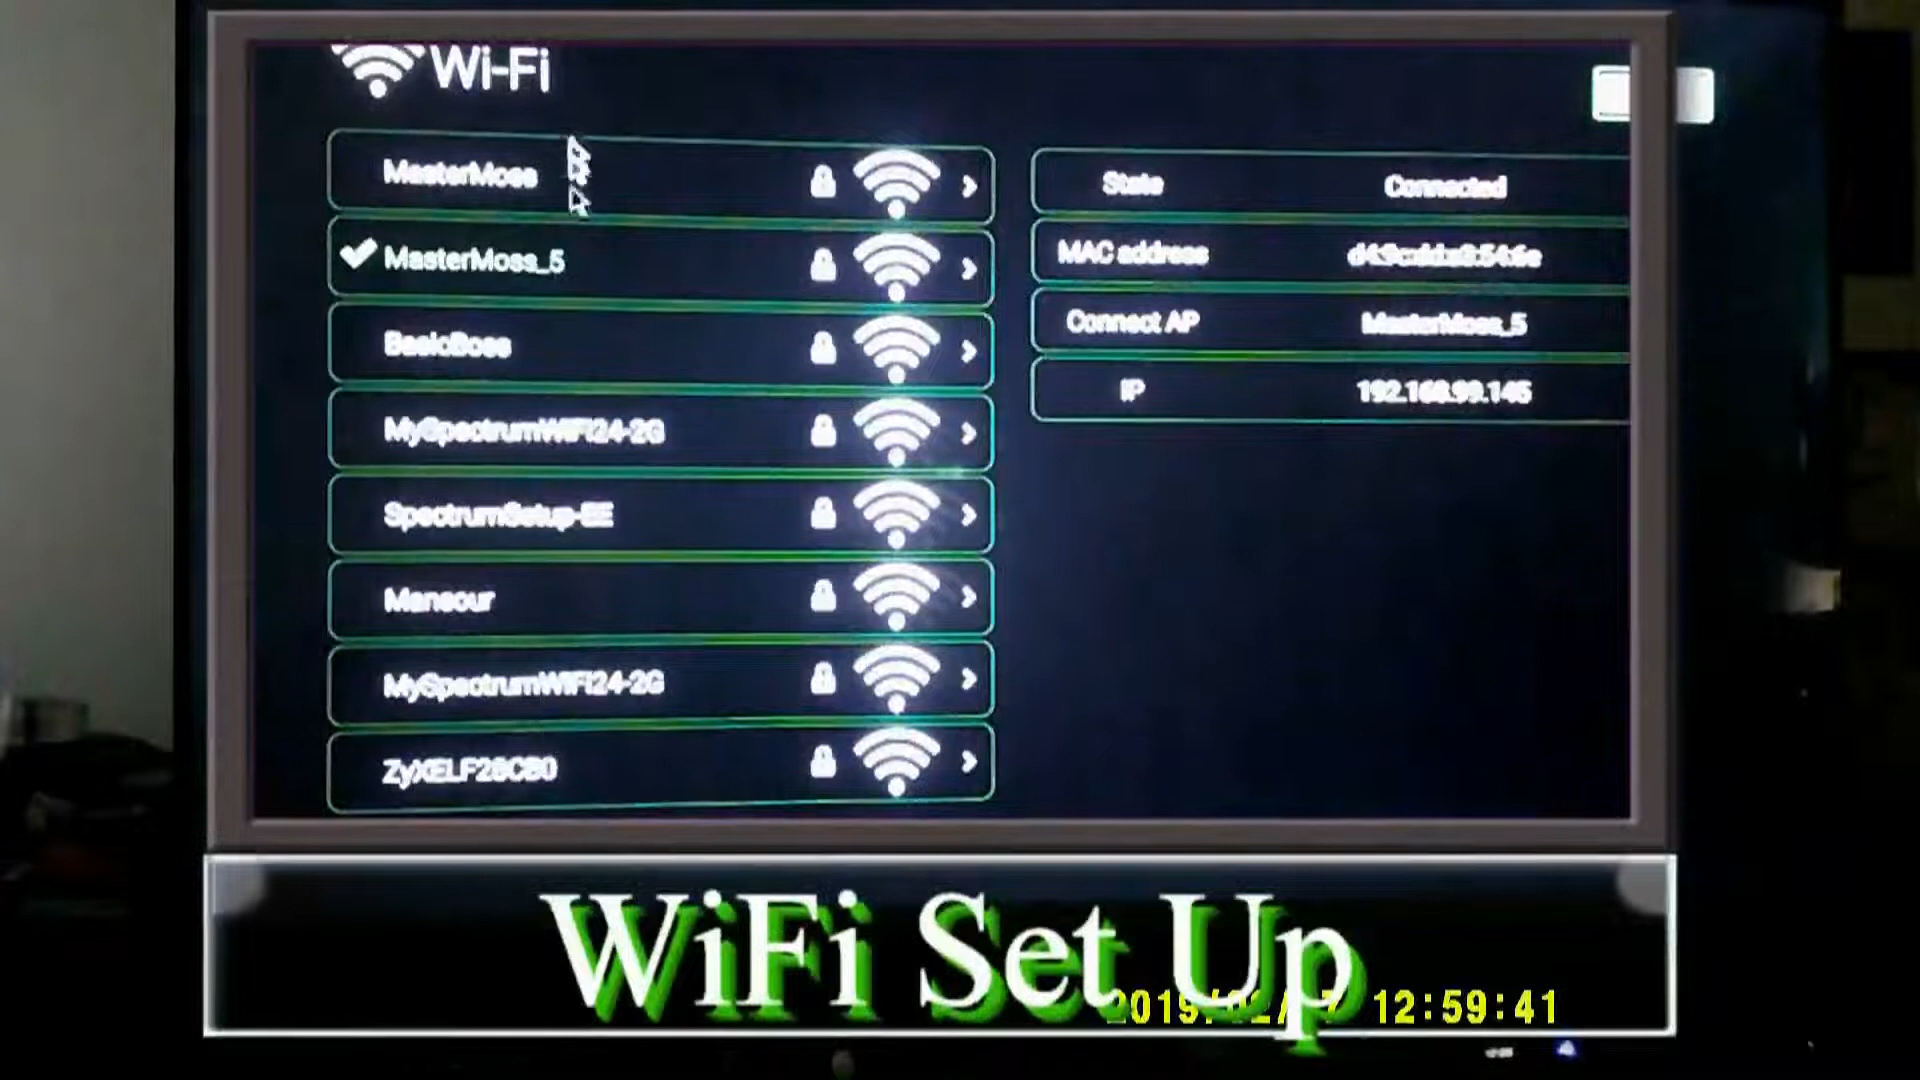 Wi-Fi
MasterMoss
MasterMoss_5
BasicBoss
MySpectrumWiFi24-2G
SpectrumSetup-EE
Mansour
MySpectrumWiFi24-2G
ZyXELF28CB0
State Connected
MAC address
Connect AP MasterMoss_5
IP 192.168.99.145
WiFi Set Up
12:59:41